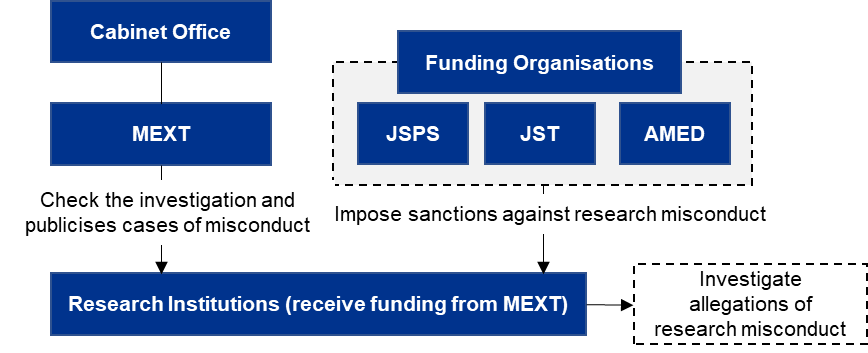 Cabinet Office
Funding Organisations
MEXT
JSPS
JST
AMED
Check the investigation and
publicises cases of misconduct
Impose sanctions against research misconduct
Research Institutions (receive funding from MEXT)
Investigate
allegations of
research misconduct